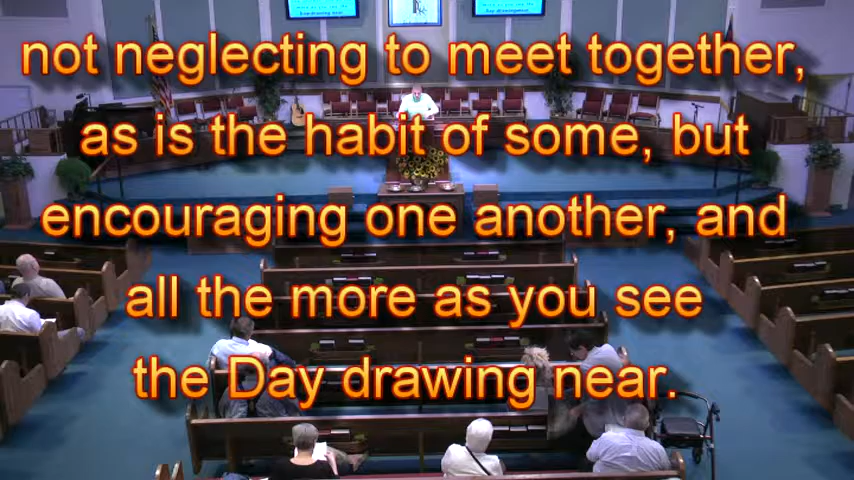 not neglecting to meet together,
as is the habit of some, but
encouraging one another, and
all the more as you see
the Day drawing near.